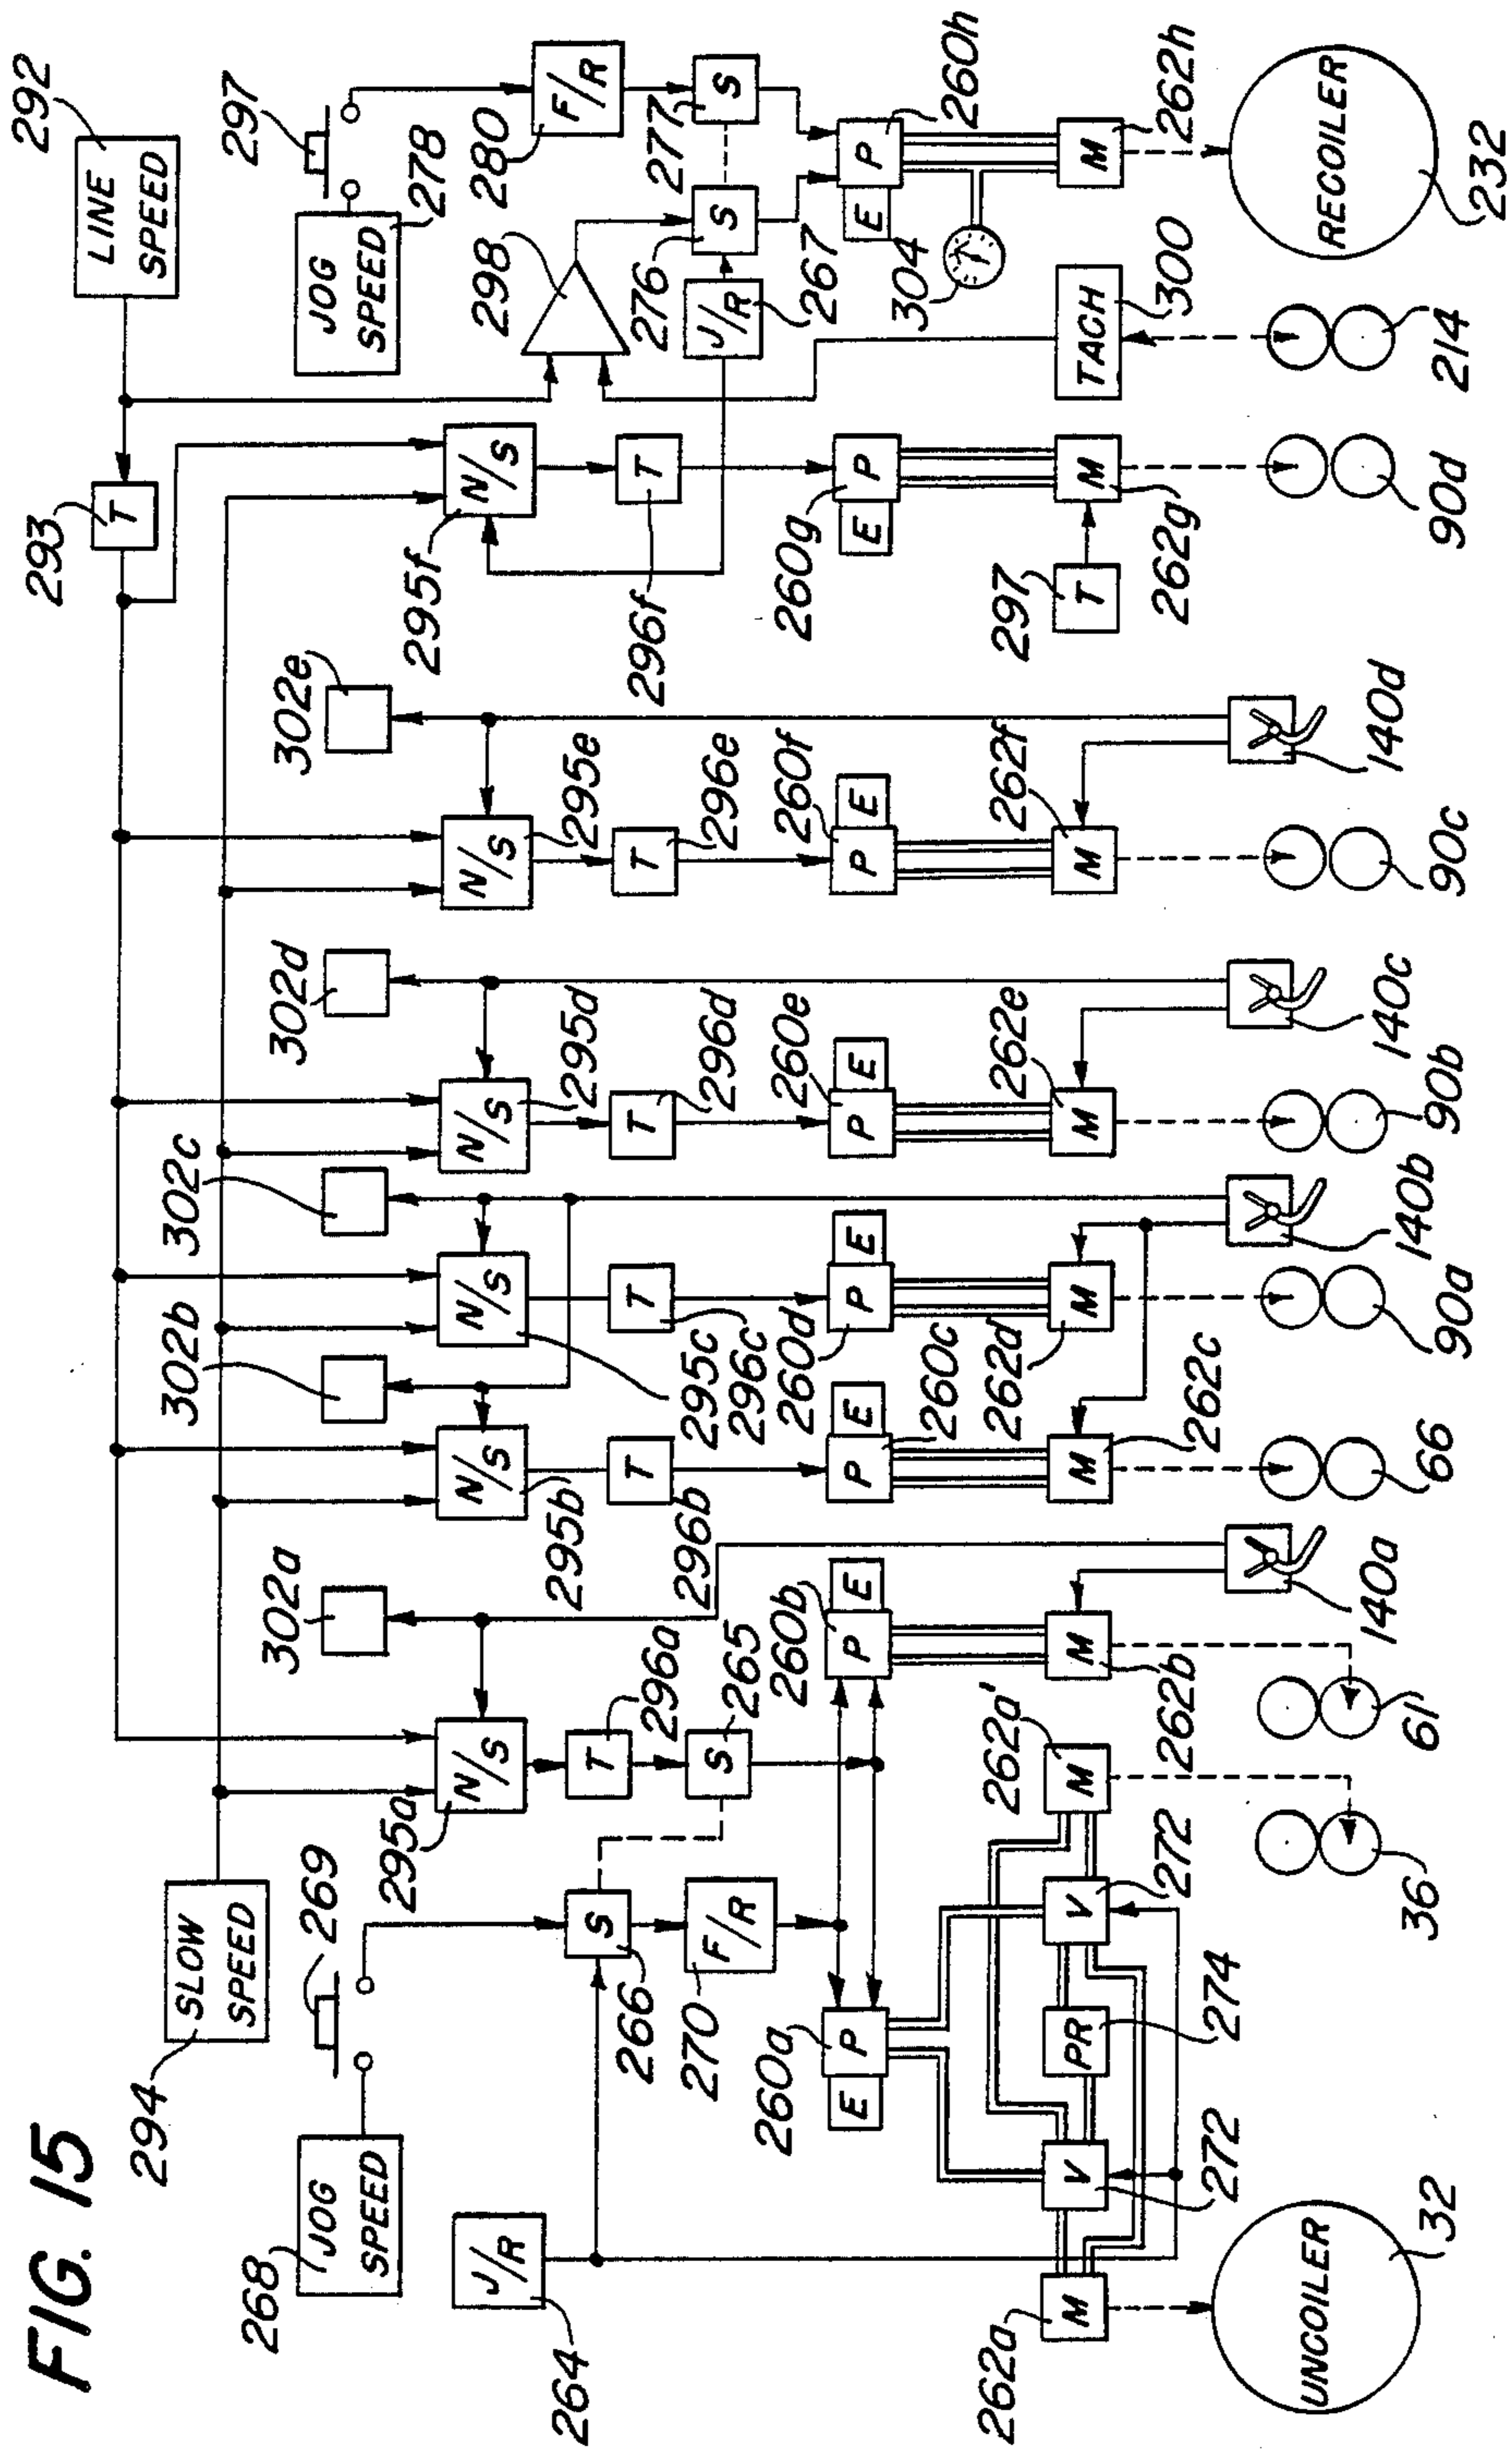 FIG. 15
294
SLOW
SPEED
293
T
LINE
SPEED
292
268
JOG
SPEED
269
302a
302b
302c
302d
302e
JOG
SPEED
297
278
264
J/R
S
266
F/R
270
295a
N/S
T
296a
S
265
N/S
295b
T
296b
N/S
295c
T
296c
N/S
295d
T
296d
N/S
295e
T
296e
N/S
295f
T
296f
298
280
F/R
276
S
277
S
J/R
267
E
P
260a
260b
P
E
P
E
260c
260d
P
E
260e
P
E
260f
P
E
260g
E
P
304
E
P
260h
262a
M
V
272
PR
274
V
272
262a'
M
M
262b
M
262c
262d
M
262e
M
262f
M
297
T
M
262g
TACH
300
M
262h
UNCOILER
32
36
61
140a
66
90a
140b
90b
140c
90c
140d
90d
214
RECOILER
232